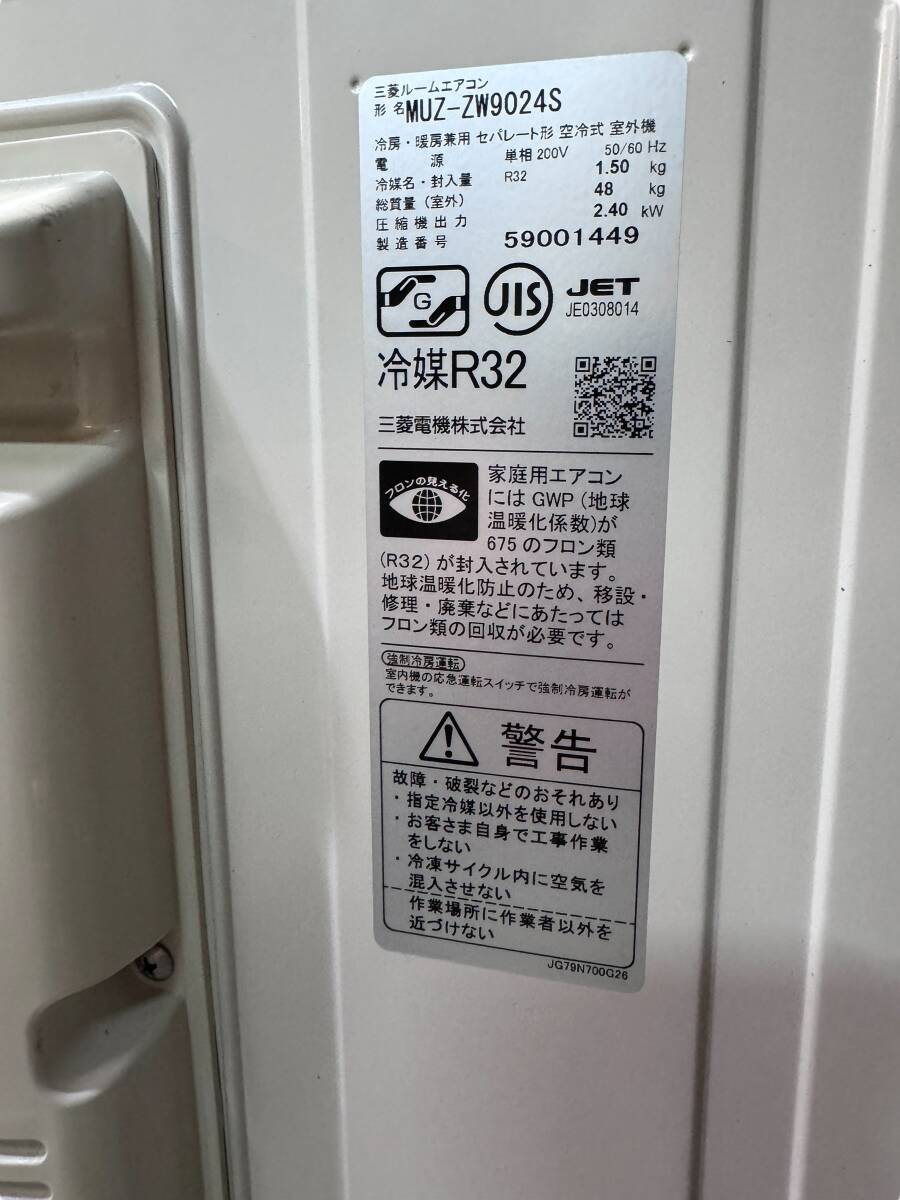 三菱ルームエアコン
形名 MUZ-ZW9024S
冷房・暖房兼用 セパレート形 空冷式 室外機
電源 単相 200V 50/60 Hz
冷媒名・封入量 R32 1.50 kg
総質量(室外) 48 kg
圧縮機出力 2.40 kW
製造番号 59001449
G
JIS
JET
JE0308014
冷媒R32
三菱電機株式会社
フロンの見える化
家庭用エアコン
にはGWP(地球
温暖化係数)が
675のフロン類
(R32)が封入されています。
地球温暖化防止のため、移設・
修理・廃棄などにあたっては
フロン類の回収が必要です。
強制冷房運転
室内機の応急運転スイッチで強制冷房運転が
できます。
警告
故障・破裂などのおそれあり
・指定冷媒以外を使用しない
・お客さま自身で工事作業
をしない
・冷凍サイクル内に空気を
混入させない
作業場所に作業者以外を
近づけない
JG79N700G26